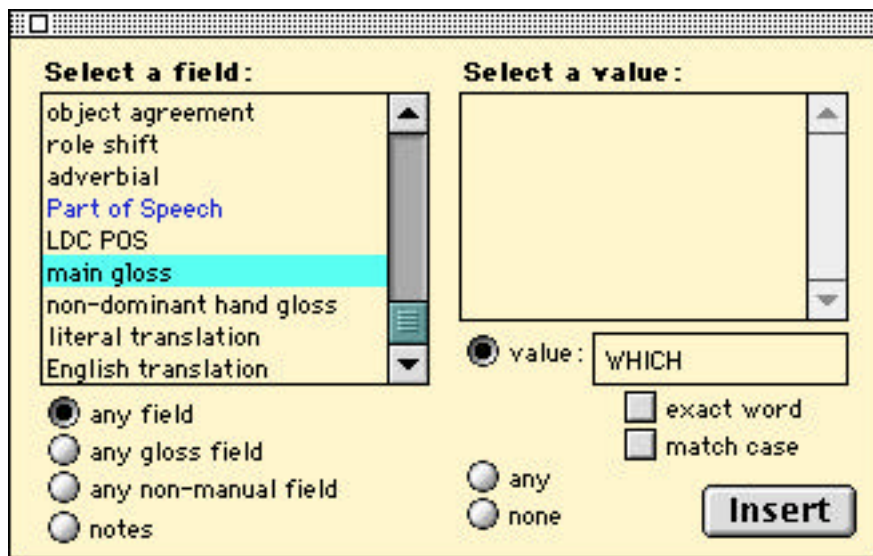 Select a field:
object agreement
role shift
adverbial
Part of Speech
LDC POS
main gloss
non-dominant hand gloss
literal translation
English translation
any field
any gloss field
any non-manual field
notes
Select a value:
value: WHICH
exact word
match case
any
none
Insert